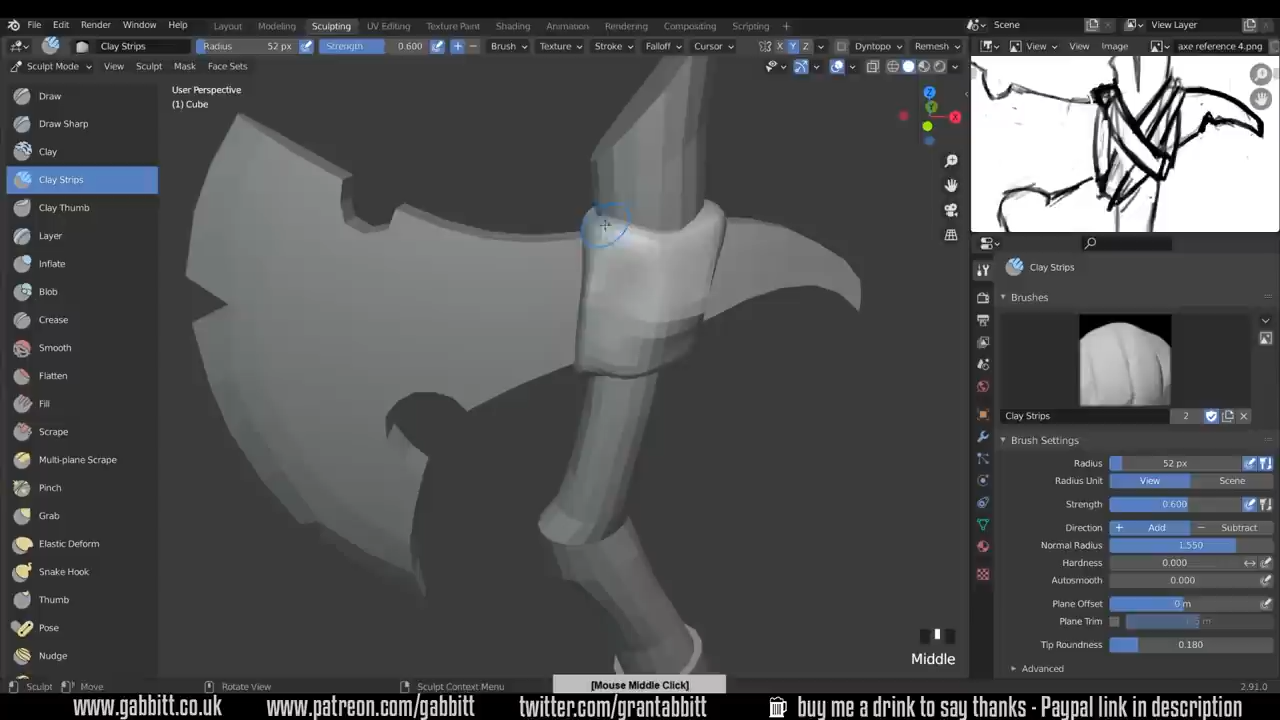 File Edit Render Window Help Layout Modeling Sculpting UV Editing Texture Paint Shading Animation Rendering Compositing Scripting + Scene View Layer
Clay Strips Radius 52 px Strength 0.600 + − Brush Texture Stroke Falloff Cursor X Y Z Dyntopo Remesh View View Image axe reference 4.png
Sculpt Mode View Sculpt Mask Face Sets
User Perspective
(1) Cube
Z
Y
X
Draw
Draw Sharp
Clay
Clay Strips
Clay Thumb
Layer
Inflate
Blob
Crease
Smooth
Flatten
Fill
Scrape
Multi-plane Scrape
Pinch
Grab
Elastic Deform
Snake Hook
Thumb
Pose
Nudge
Clay Strips
Brushes
Clay Strips 2
Brush Settings
Radius 52 px
Radius Unit View Scene
Strength 0.600
Direction + Add − Subtract
Normal Radius 1.550
Hardness 0.000
Autosmooth 0.000
Plane Offset 0 m
Plane Trim
Tip Roundness 0.180
Advanced
Middle
Sculpt Move Rotate View Sculpt Context Menu [Mouse Middle Click] 2.91.0
www.gabbitt.co.uk www.patreon.com/gabbitt twitter.com/grantabbitt buy me a drink to say thanks - Paypal link in description